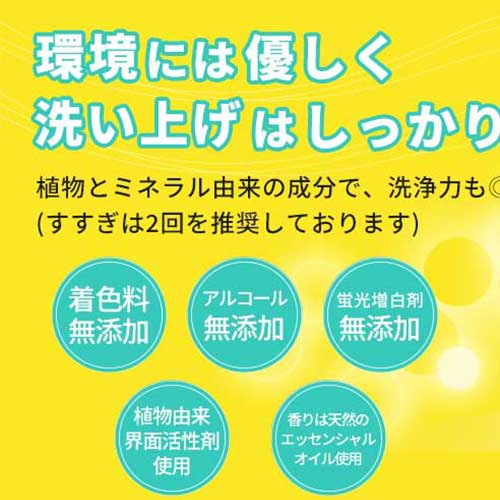 環境には優しく
洗い上げはしっかり
植物とミネラル由来の成分で、洗浄力も◎
(すすぎは2回を推奨しております)
着色料
無添加
アルコール
無添加
蛍光増白剤
無添加
植物由来
界面活性剤
使用
香りは天然の
エッセンシャル
オイル使用